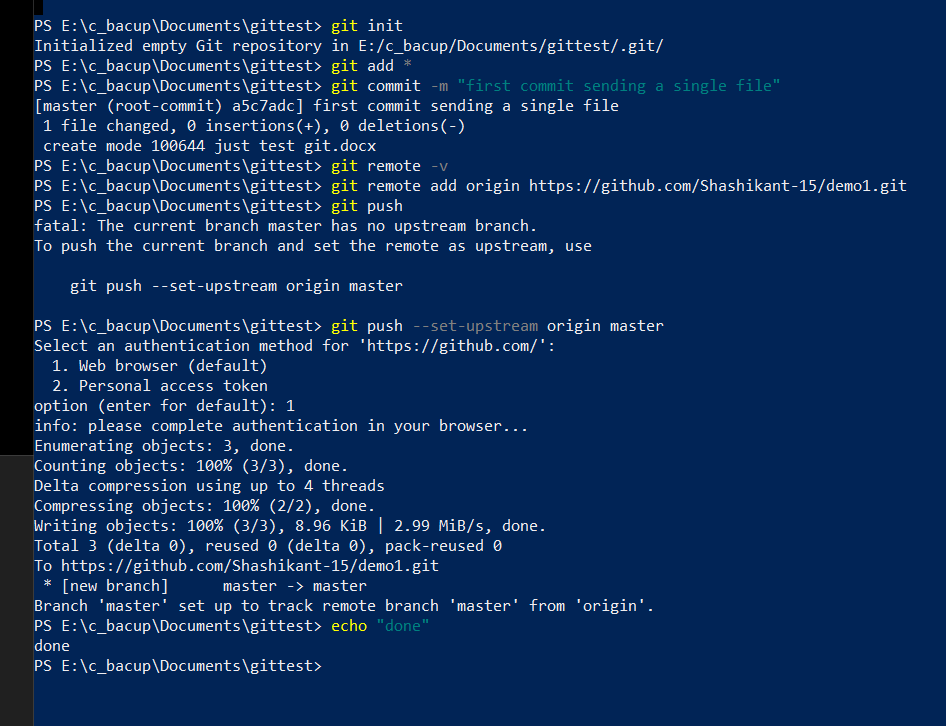 PS E:\c_bacup\Documents\gittest> git init
Initialized empty Git repository in E:/c_bacup/Documents/gittest/.git/
PS E:\c_bacup\Documents\gittest> git add *
PS E:\c_bacup\Documents\gittest> git commit -m "first commit sending a single file"
[master (root-commit) a5c7adc] first commit sending a single file
 1 file changed, 0 insertions(+), 0 deletions(-)
 create mode 100644 just test git.docx
PS E:\c_bacup\Documents\gittest> git remote -v
PS E:\c_bacup\Documents\gittest> git remote add origin https://github.com/Shashikant-15/demo1.git
PS E:\c_bacup\Documents\gittest> git push
fatal: The current branch master has no upstream branch.
To push the current branch and set the remote as upstream, use

    git push --set-upstream origin master

PS E:\c_bacup\Documents\gittest> git push --set-upstream origin master
Select an authentication method for 'https://github.com/':
  1. Web browser (default)
  2. Personal access token
option (enter for default): 1
info: please complete authentication in your browser...
Enumerating objects: 3, done.
Counting objects: 100% (3/3), done.
Delta compression using up to 4 threads
Compressing objects: 100% (2/2), done.
Writing objects: 100% (3/3), 8.96 KiB | 2.99 MiB/s, done.
Total 3 (delta 0), reused 0 (delta 0), pack-reused 0
To https://github.com/Shashikant-15/demo1.git
 * [new branch]      master -> master
Branch 'master' set up to track remote branch 'master' from 'origin'.
PS E:\c_bacup\Documents\gittest> echo "done"
done
PS E:\c_bacup\Documents\gittest>